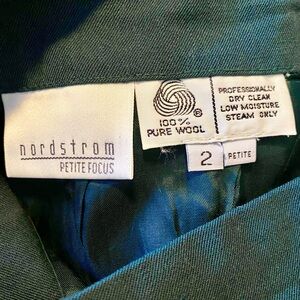 nordstrom
PETITE FOCUS
®
100%
PURE WOOL
PROFESSIONALLY
DRY CLEAN
LOW MOISTURE
STEAM ONLY
2 PETITE